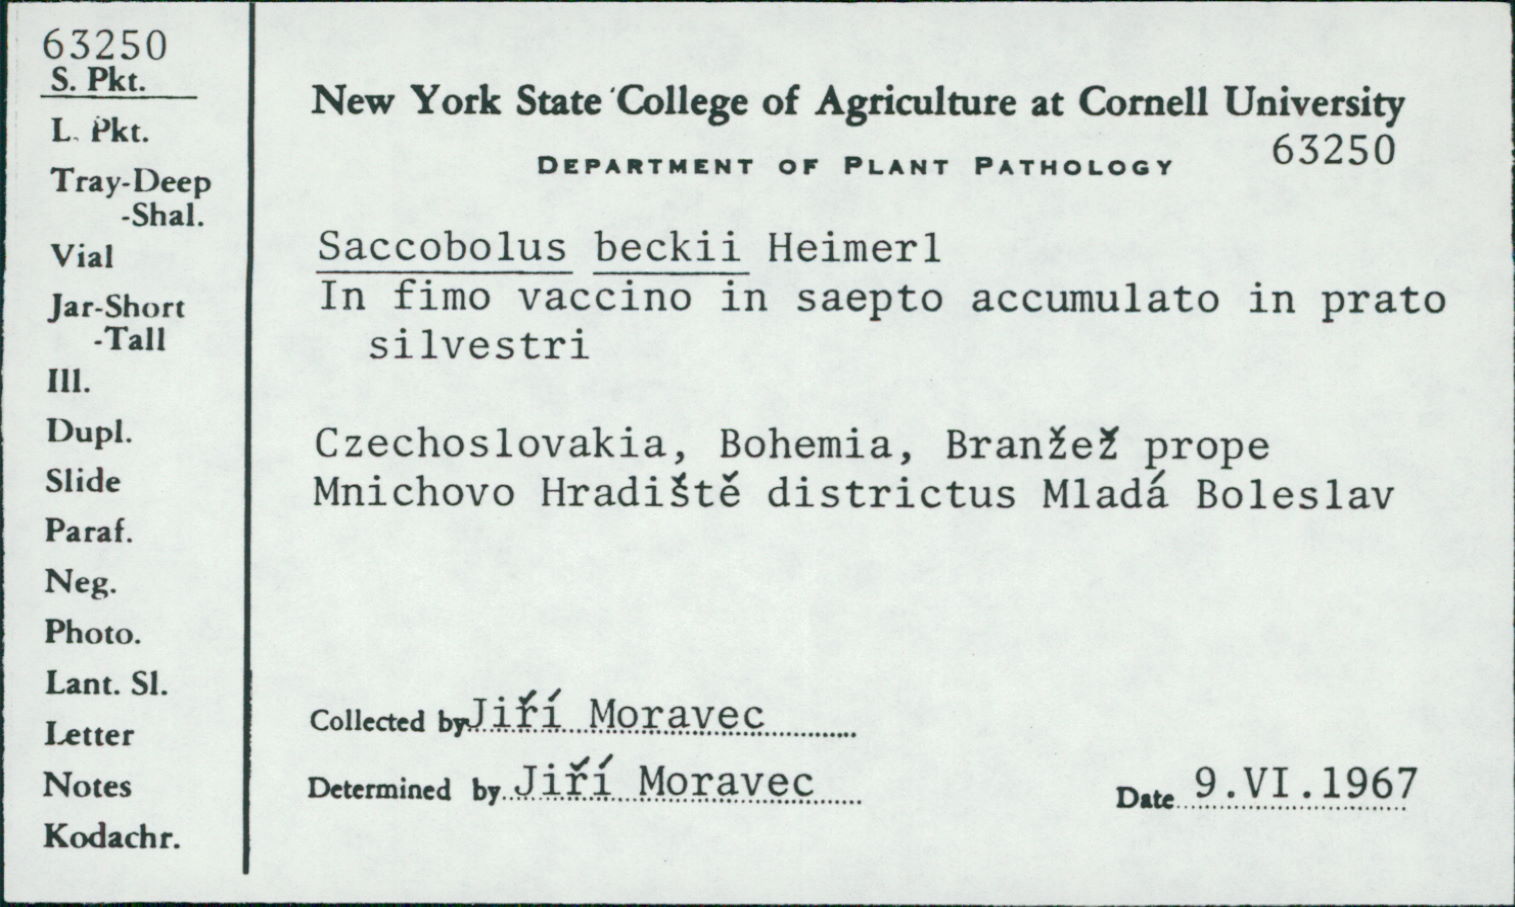 63250
S. Pkt.
L. Pkt.
Tray-Deep
-Shal.
Vial
Jar-Short
-Tall
Ill.
Dupl.
Slide
Paraf.
Neg.
Photo.
Lant. Sl.
Letter
Notes
Kodachr.
New York State College of Agriculture at Cornell University
DEPARTMENT OF PLANT PATHOLOGY
63250
Saccobolus beckii Heimerl
In fimo vaccino in saepto accumulato in prato
silvestri
Czechoslovakia, Bohemia, Branžež prope
Mnichovo Hradiště districtus Mladá Boleslav
Collected by Jiří Moravec
Determined by Jiří Moravec
Date 9.VI.1967